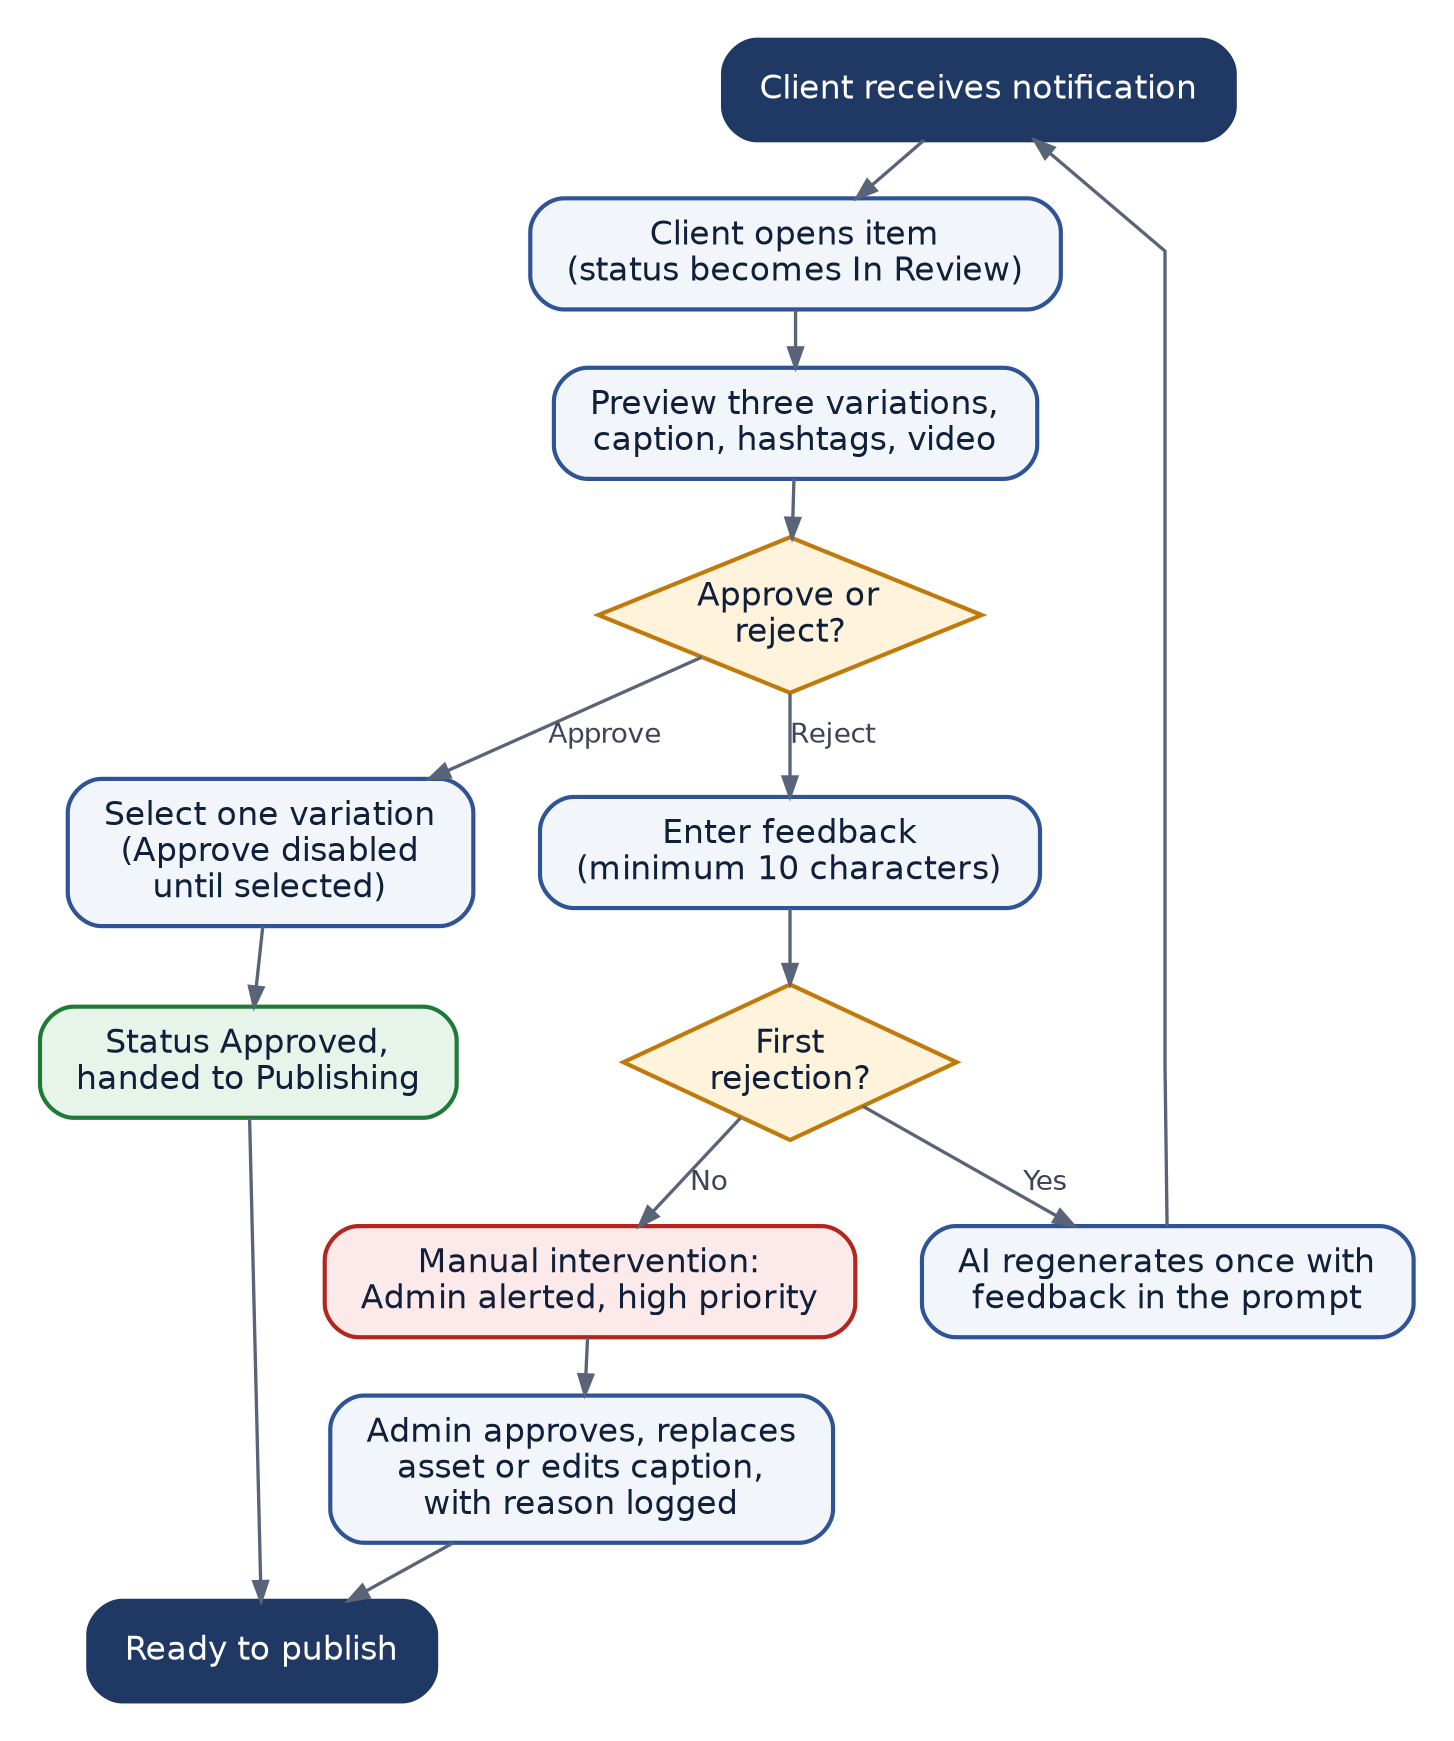 Client receives notification
Client opens item
(status becomes In Review)
Preview three variations,
caption, hashtags, video
Approve or
reject?
Approve
Reject
Select one variation
(Approve disabled
until selected)
Enter feedback
(minimum 10 characters)
Status Approved,
handed to Publishing
First
rejection?
No
Yes
Manual intervention:
Admin alerted, high priority
AI regenerates once with
feedback in the prompt
Admin approves, replaces
asset or edits caption,
with reason logged
Ready to publish